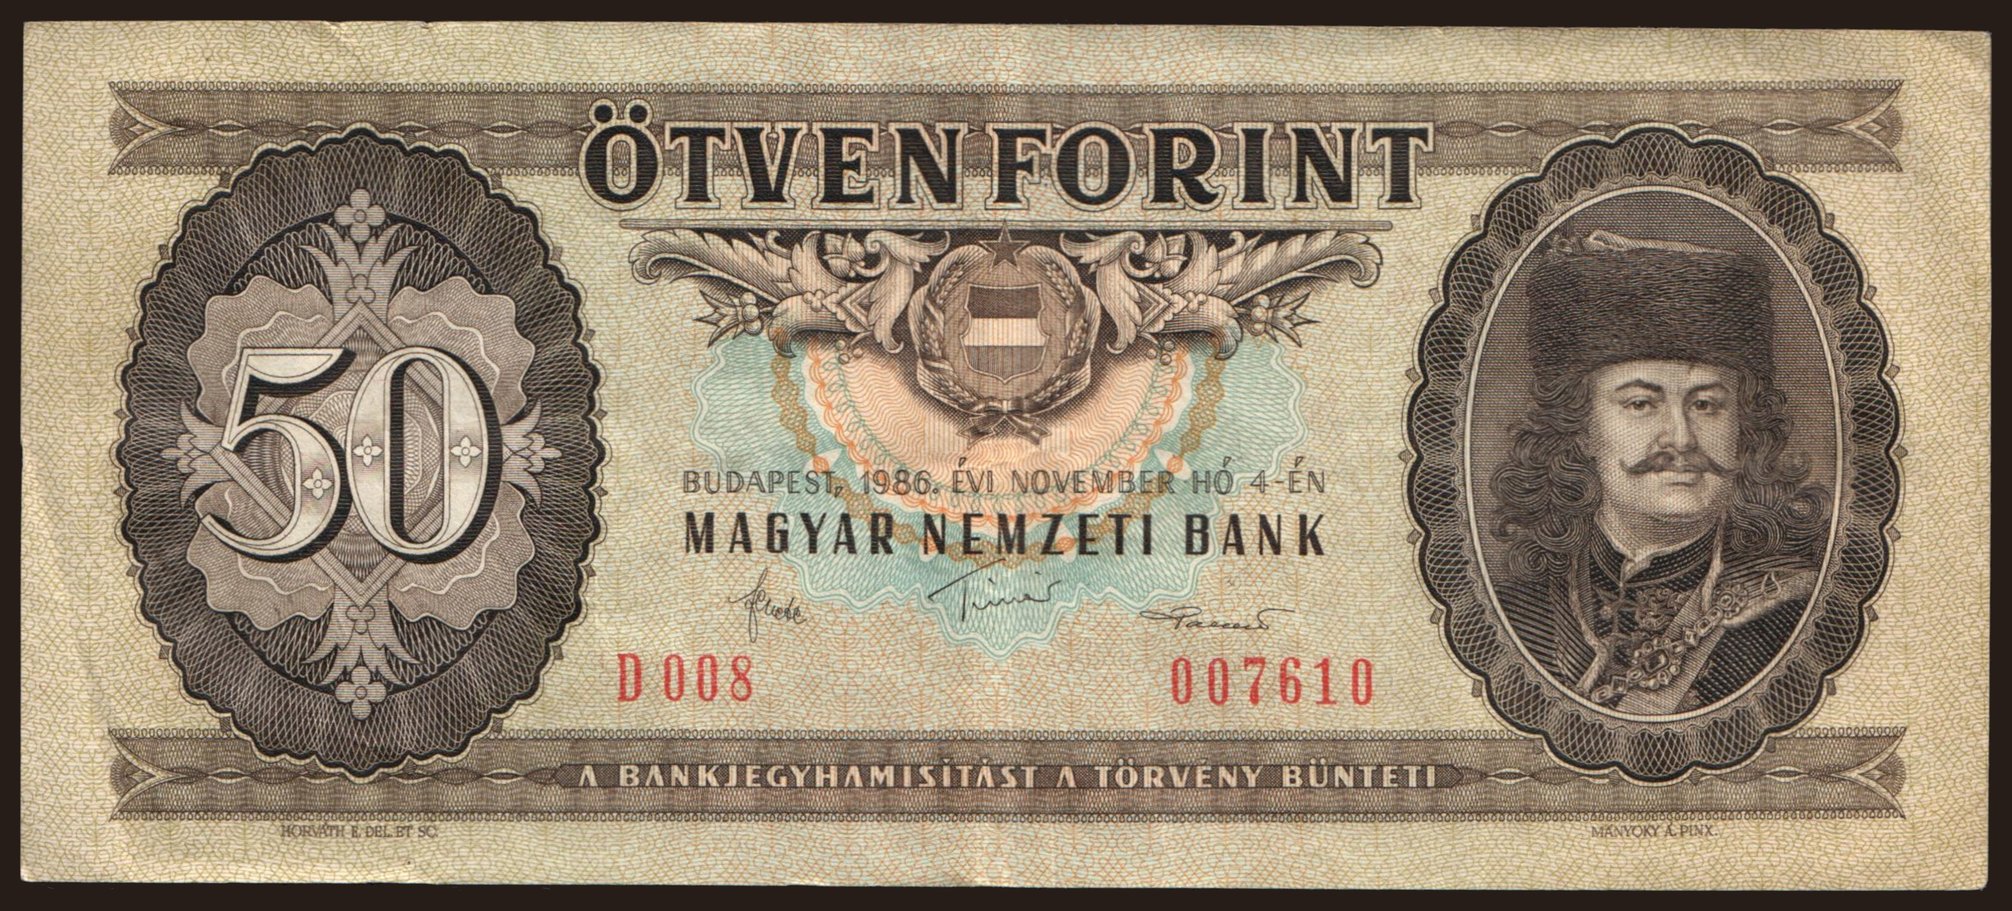 ÖTVEN FORINT
50
BUDAPEST, 1986. ÉVI NOVEMBER HÓ 4-ÉN
MAGYAR NEMZETI BANK
D 008 007610
A BANKJEGYHAMISÍTÁST A TÖRVÉNY BÜNTETI
HORVÁTH E. DEL. ET SC. MÁNYOKY Á. PINX.